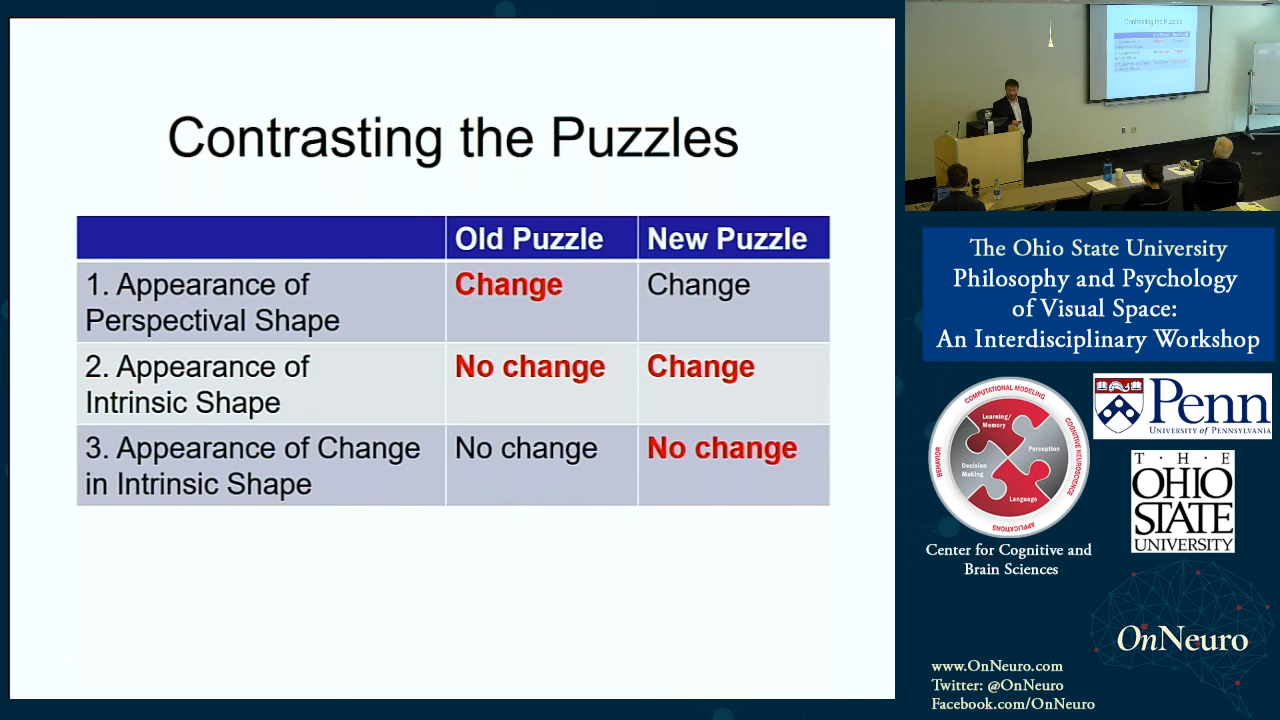 Contrasting the Puzzles
Old Puzzle New Puzzle
1. Appearance of
Perspectival Shape
Change Change
2. Appearance of
Intrinsic Shape
No change Change
3. Appearance of Change
in Intrinsic Shape
No change No change
Contrasting the Puzzles
The Ohio State University
Philosophy and Psychology
of Visual Space:
An Interdisciplinary Workshop
COMPUTATIONAL MODELING
COGNITIVE NEUROSCIENCE
APPLICATIONS
BEHAVIOR
Learning/
Memory
Perception
Decision
Making
Language
Center for Cognitive and
Brain Sciences
Penn
UNIVERSITY OF PENNSYLVANIA
T · H · E
OHIO
STATE
UNIVERSITY
OnNeuro
www.OnNeuro.com
Twitter: @OnNeuro
Facebook.com/OnNeuro